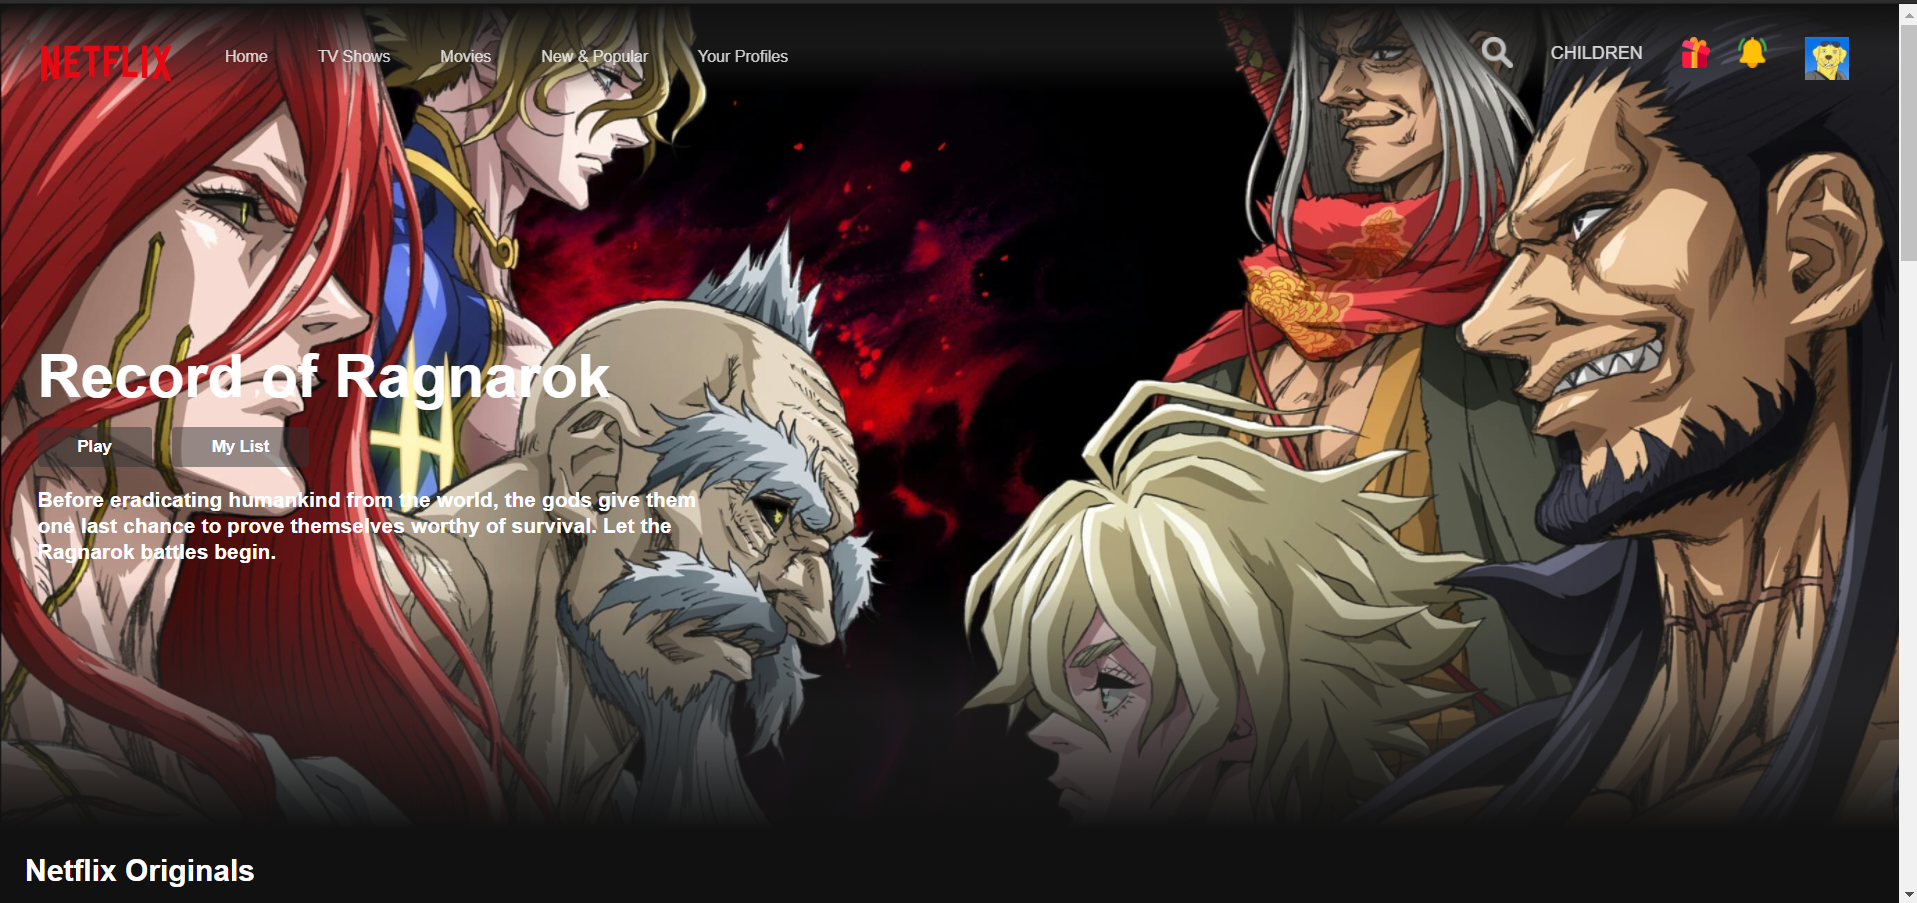 NETFLIX
Home
TV Shows
Movies
New & Popular
Your Profiles
CHILDREN
Record of Ragnarok
Play
My List
Before eradicating humankind from the world, the gods give them
one last chance to prove themselves worthy of survival. Let the
Ragnarok battles begin.
Netflix Originals